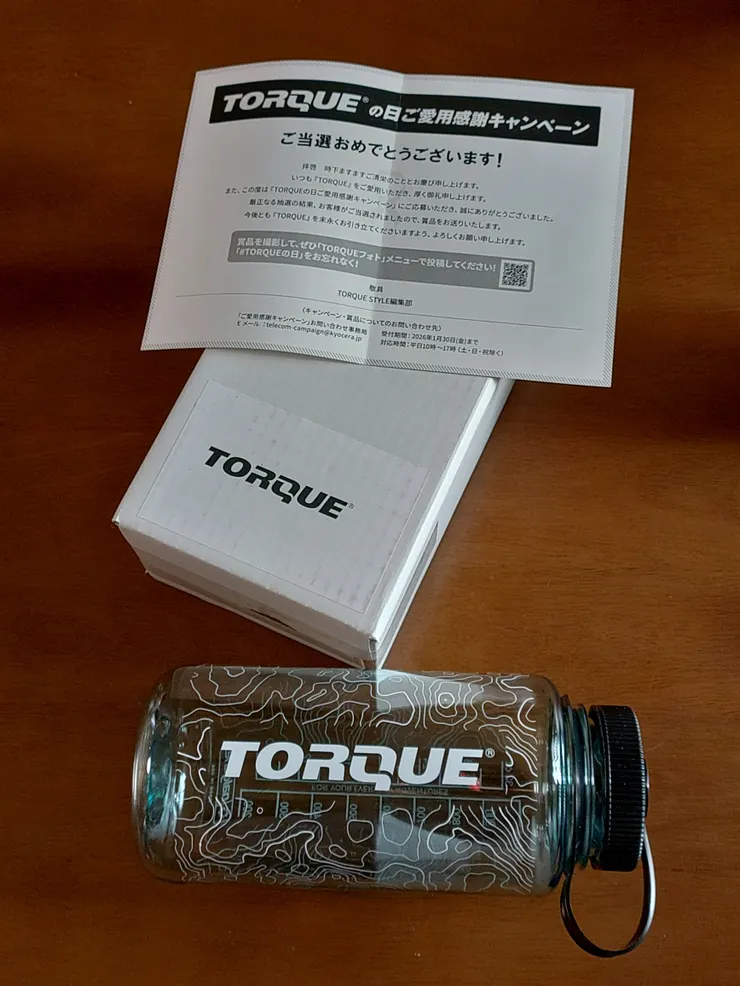 TORQUE®の日ご愛用感謝キャンペーン
ご当選おめでとうございます！
拝啓　時下ますますご清栄のこととお慶び申し上げます。
いつも「TORQUE」をご愛用いただき、厚く御礼申し上げます。
また、この度は「TORQUEの日ご愛用感謝キャンペーン」にご応募いただき、誠にありがとうございました。
厳正なる抽選の結果、お客様がご当選されましたので、賞品をお送りいたします。
今後とも「TORQUE」を末永くお引き立てくださいますよう、よろしくお願い申し上げます。
賞品を撮影して、ぜひ「TORQUEフォト」メニューで投稿してください！
「#TORQUEの日」をお忘れなく！
敬具
TORQUE STYLE編集部
〈キャンペーン・賞品についてのお問い合わせ先〉
「ご愛用感謝キャンペーン」お問い合わせ事務局
Eメール：telecom-campaign@kyocera.jp
受付期間：2026年1月30日(金)まで
対応時間：平日10時～17時（土・日・祝除く）
TORQUE®
TORQUE®
FOR YOUR EVER ADVENTURES